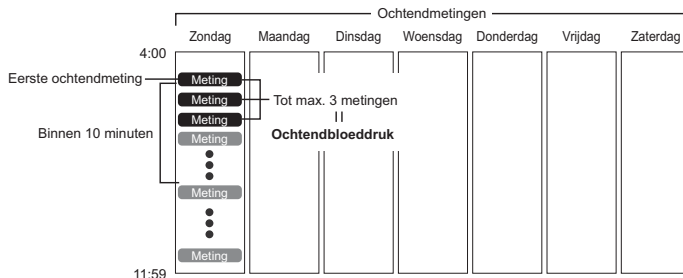 Ochtendmetingen
Zondag Maandag Dinsdag Woensdag Donderdag Vrijdag Zaterdag
4:00
Eerste ochtendmeting
Meting
Meting
Tot max. 3 metingen
Meting
Binnen 10 minuten
Meting
Ochtendbloeddruk
Meting
Meting
11:59